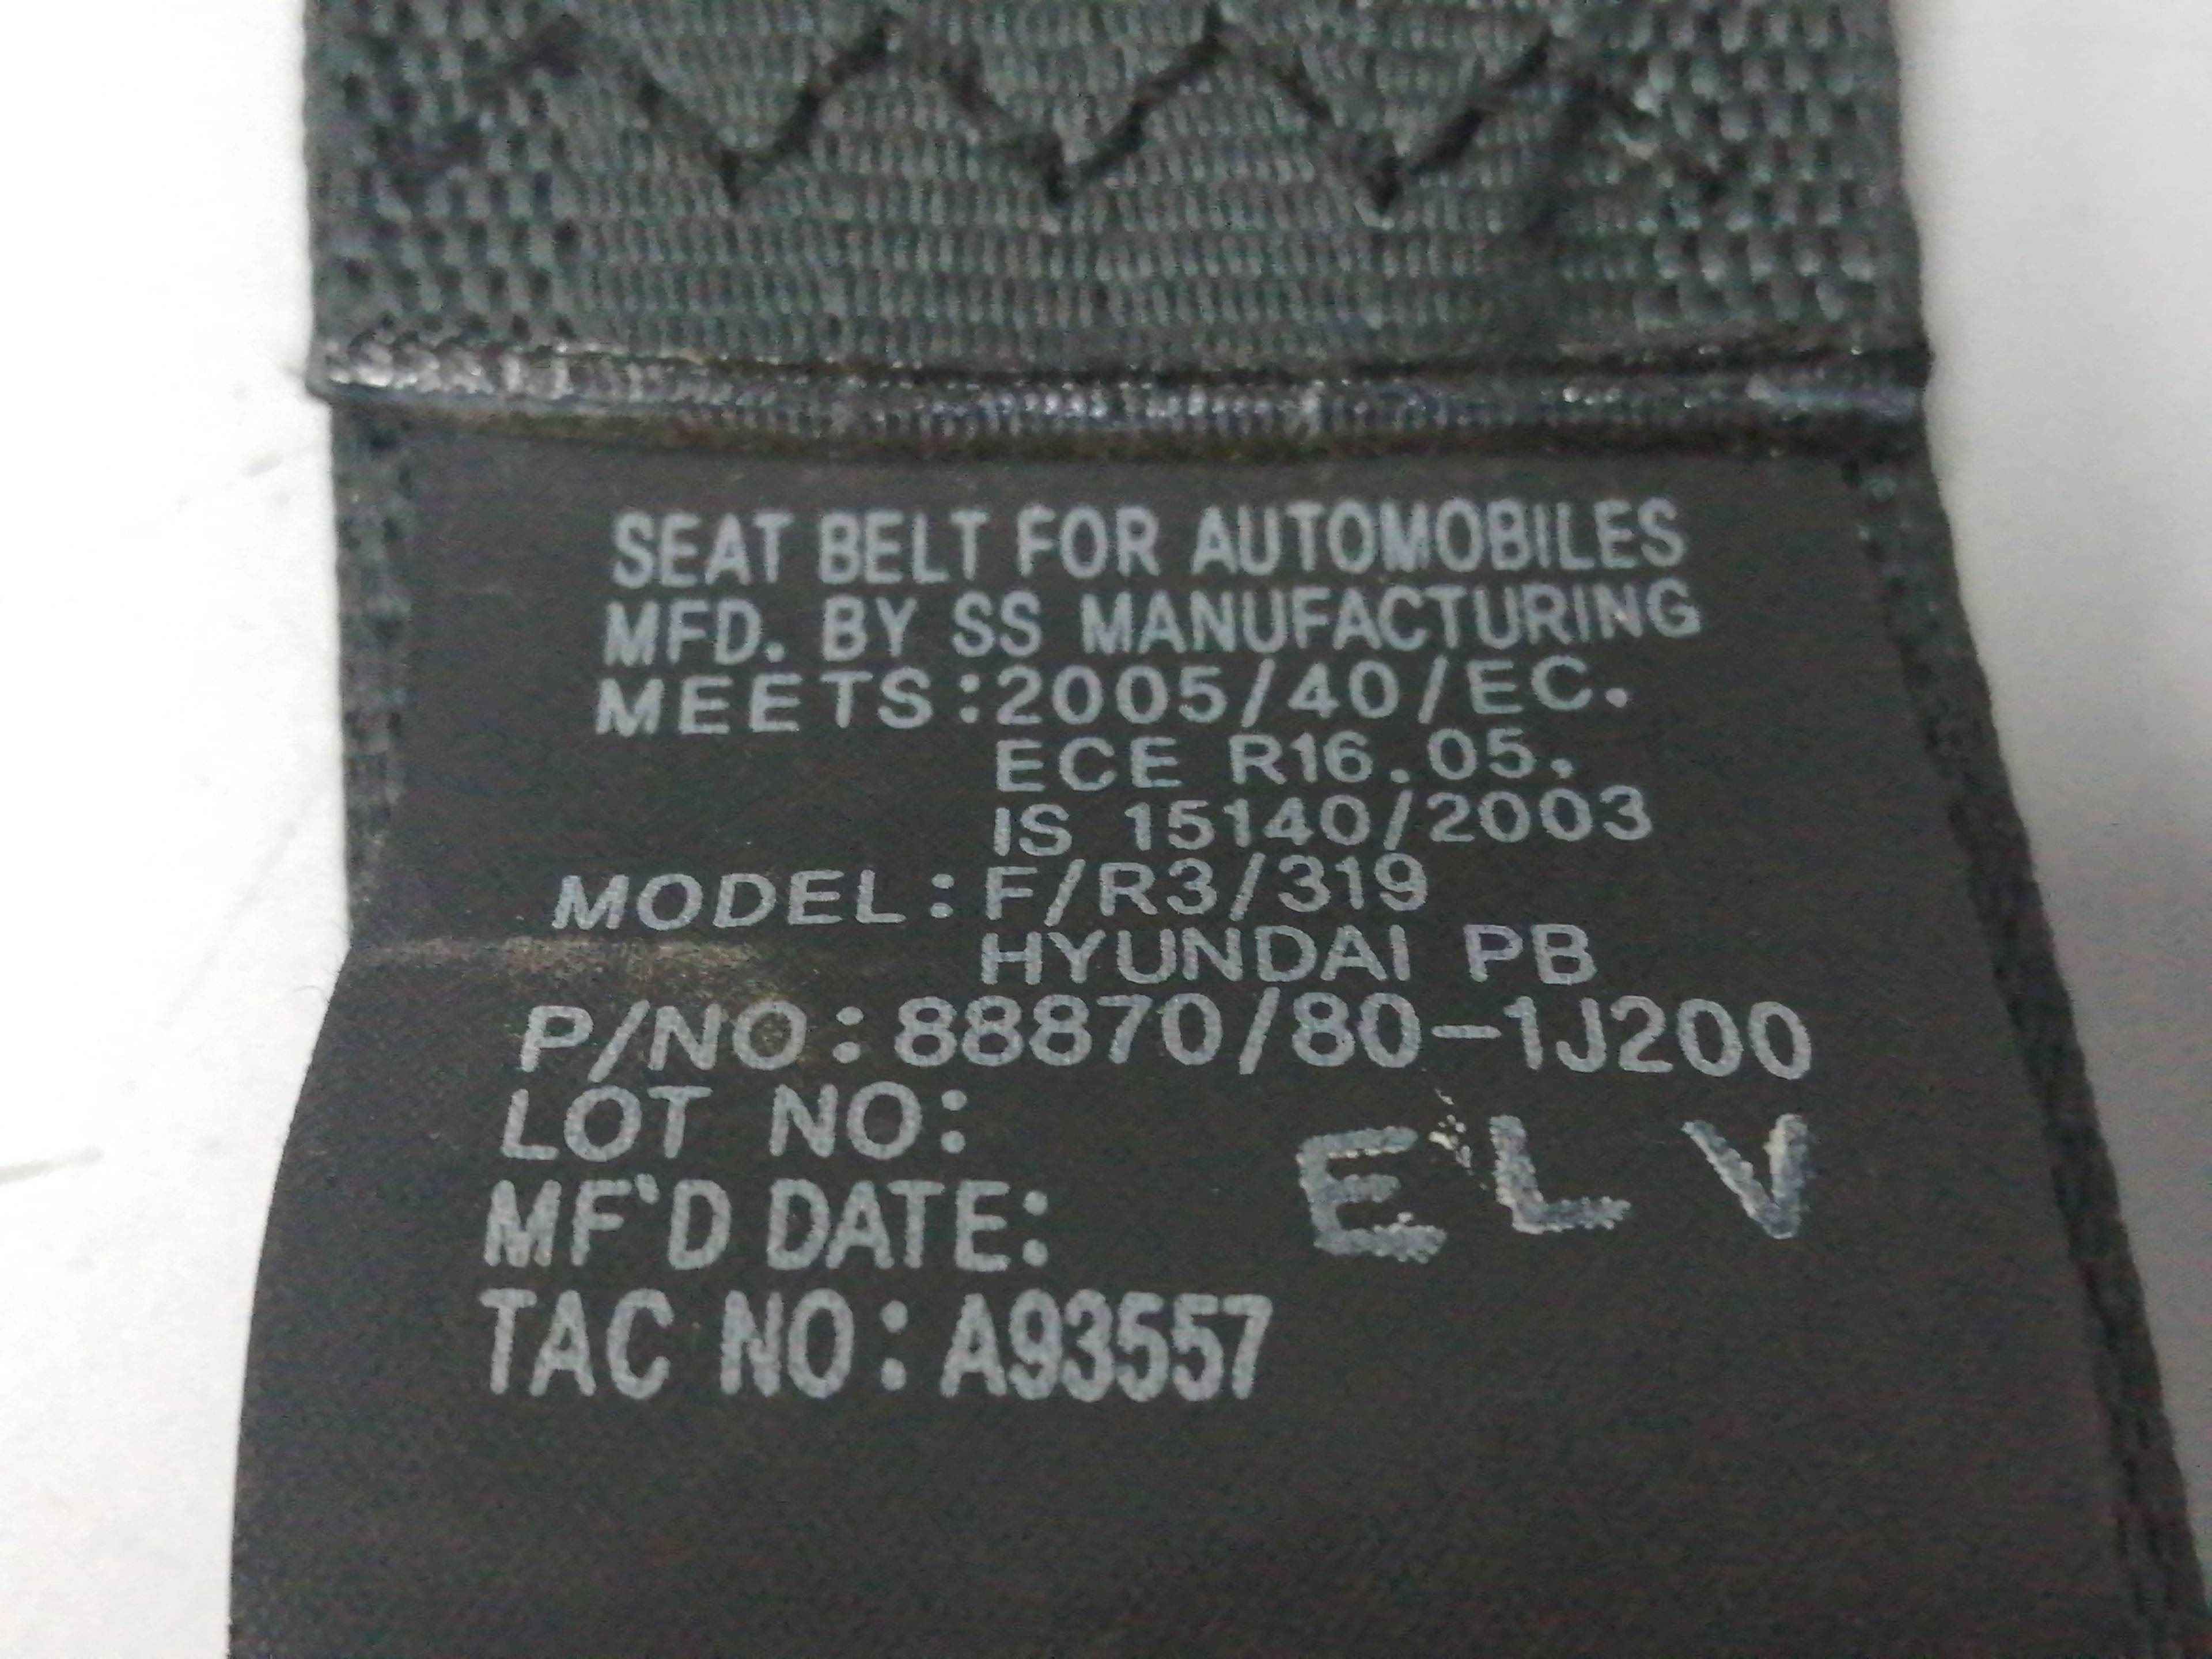 SEAT BELT FOR AUTOMOBILES
MFD. BY SS MANUFACTURING
MEETS:2005/40/EC.
ECE R16.05.
IS 15140/2003
MODEL:F/R3/319
HYUNDAI PB
P/NO:88870/80-1J200
LOT NO:
ELV
MF'D DATE:
TAC NO:A93557